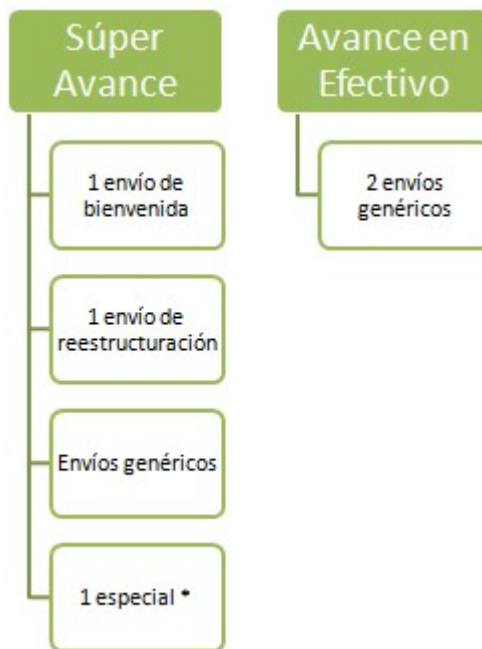 Súper
Avance
1 envío de
bienvenida
1 envío de
reestructuración
Envíos genéricos
1 especial *
Avance en
Efectivo
2 envíos
genéricos